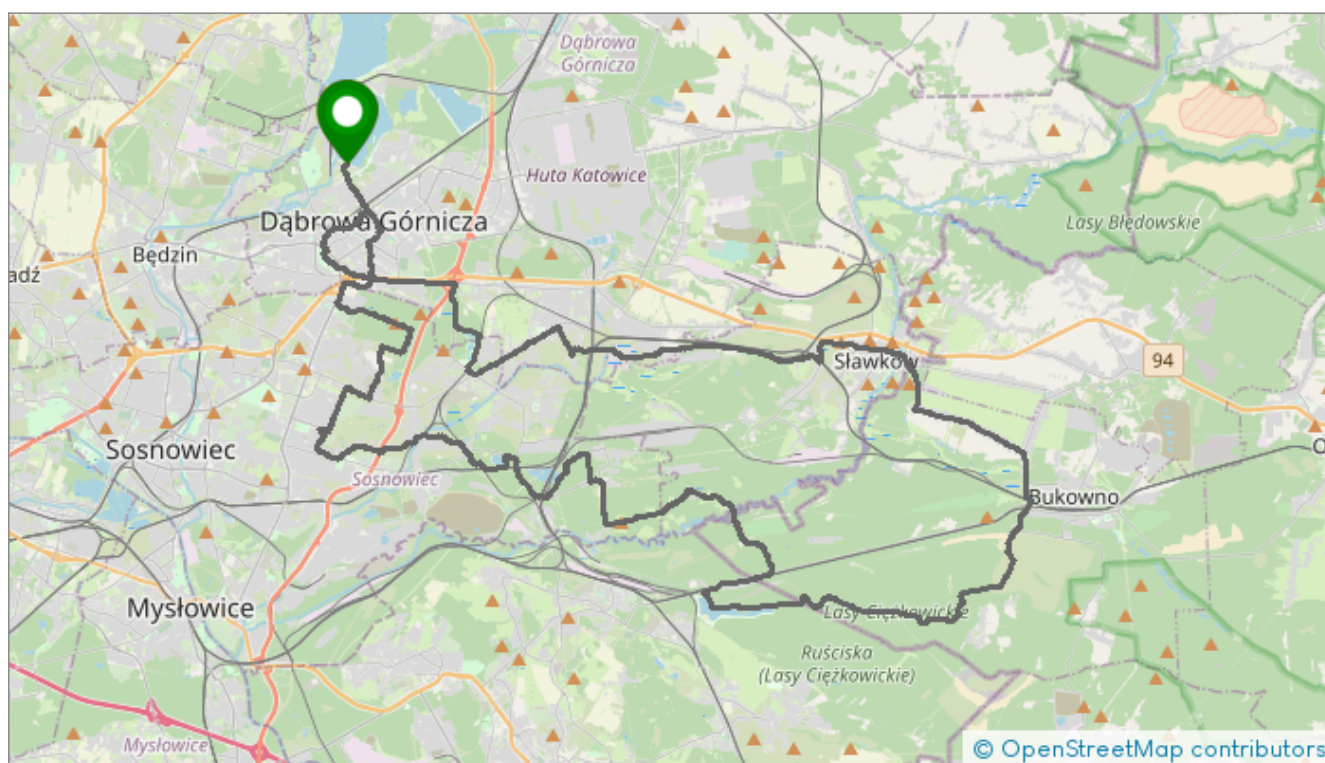 Dąbrowa
Górnicza
Huta Katowice
Dąbrowa Górnicza
Lasy Błędowskie
Będzin
adź
94
Sławków
Sosnowiec
Sosnowiec
Bukowno
O
Mysłowice
Lasy Ciężkowickie
Ruściska
(Lasy Ciężkowickie)
Mysłowice
© OpenStreetMap contributors